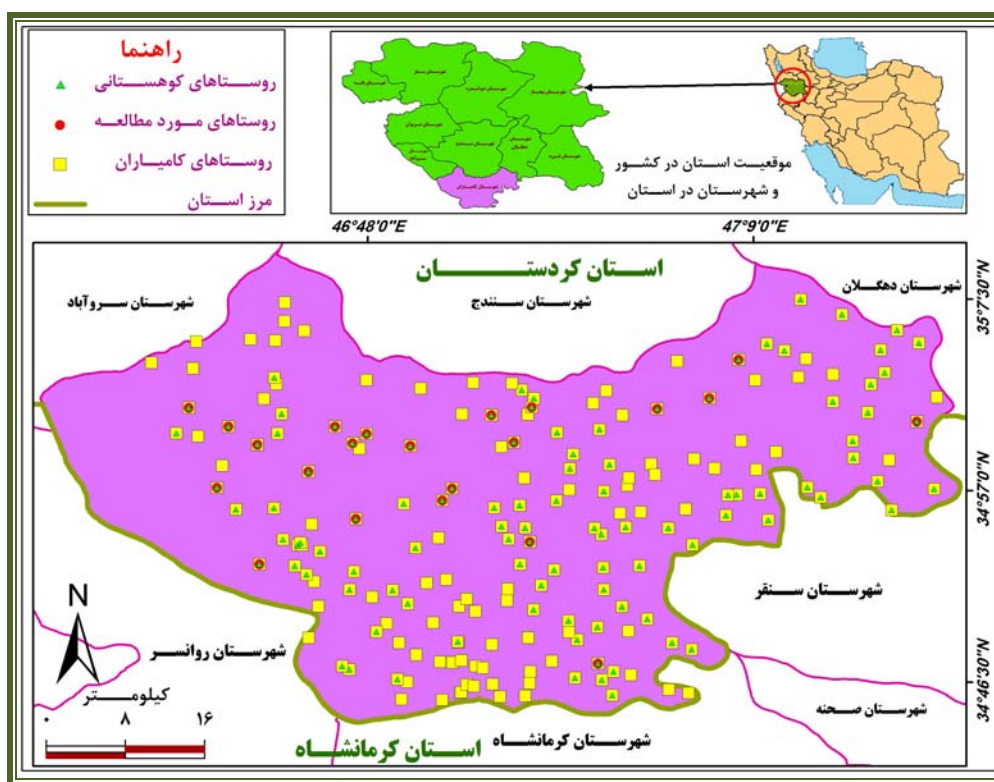 راهنما
روستاهای کوهستانی
روستاهای مورد مطالعه
روستاهای کامیاران
مرز استان
موقعیت استان در کشور
و شهرستان در استان
46°48'0"E
47°9'0"E
استان کردستان
شهرستان سروآباد
شهرستان سنندج
شهرستان دهگلان
35°7'30"N
34°57'0"N
34°46'30"N
شهرستان سنقر
N
شهرستان روانسر
کیلومتر
۰ ۸ ۱۶
شهرستان صحنه
شهرستان کرمانشاه
استان کرمانشاه